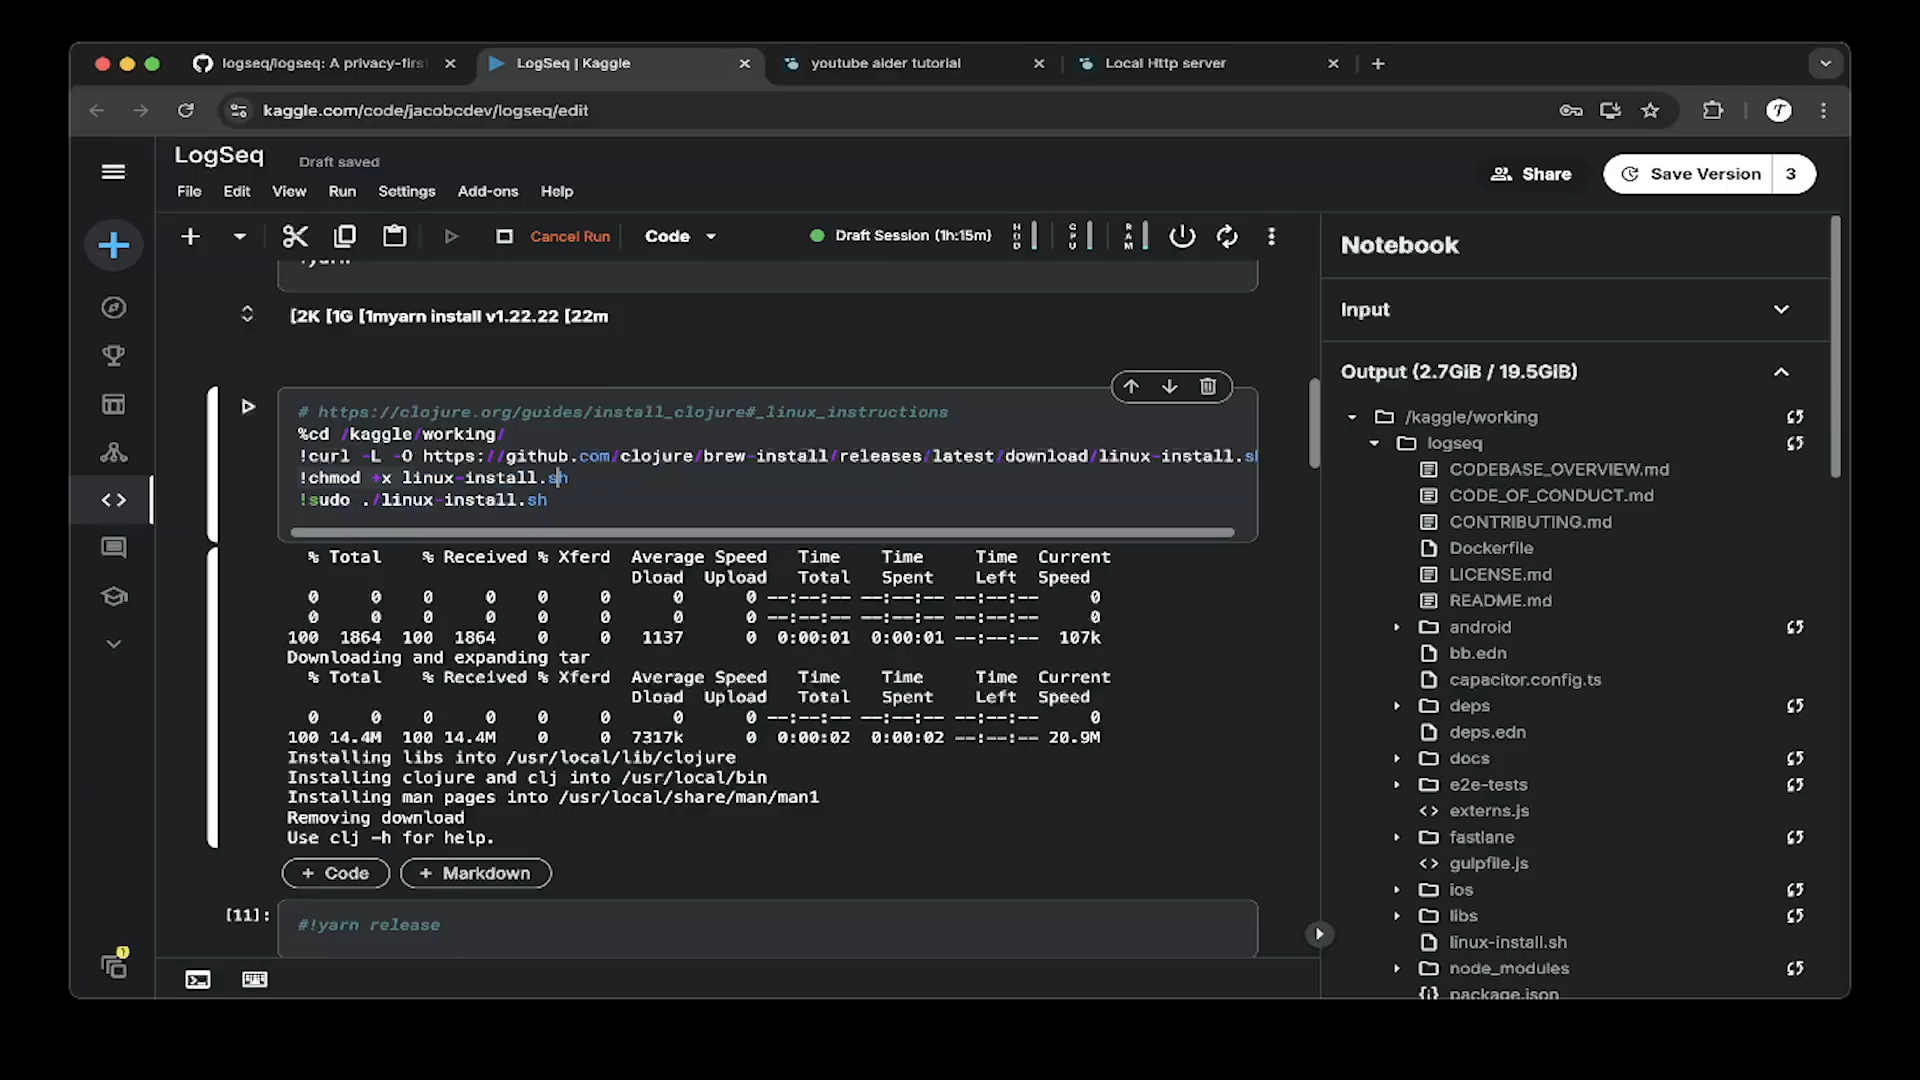 logseq/logseq: A privacy-firs
LogSeq | Kaggle
youtube aider tutorial
Local Http server
kaggle.com/code/jacobcdev/logseq/edit
LogSeq
Draft saved
File Edit View Run Settings Add-ons Help
Share
Save Version 3
Cancel Run
Code
Draft Session (1h:15m)
HDD
CPU
RAM
!yarn
[2K [1G [1myarn install v1.22.22 [22m
# https://clojure.org/guides/install_clojure#_linux_instructions
%cd /kaggle/working/
!curl -L -O https://github.com/clojure/brew-install/releases/latest/download/linux-install.sh
!chmod +x linux-install.sh
!sudo ./linux-install.sh
% Total % Received % Xferd Average Speed Time Time Time Current
Dload Upload Total Spent Left Speed
0 0 0 0 0 0 0 0 --:--:-- --:--:-- --:--:-- 0
0 0 0 0 0 0 0 0 --:--:-- --:--:-- --:--:-- 0
100 1864 100 1864 0 0 1137 0 0:00:01 0:00:01 --:--:-- 107k
Downloading and expanding tar
% Total % Received % Xferd Average Speed Time Time Time Current
Dload Upload Total Spent Left Speed
0 0 0 0 0 0 0 0 --:--:-- --:--:-- --:--:-- 0
100 14.4M 100 14.4M 0 0 7317k 0 0:00:02 0:00:02 --:--:-- 20.9M
Installing libs into /usr/local/lib/clojure
Installing clojure and clj into /usr/local/bin
Installing man pages into /usr/local/share/man/man1
Removing download
Use clj -h for help.
+ Code + Markdown
[11]:
#!yarn release
Notebook
Input
Output (2.7GiB / 19.5GiB)
/kaggle/working
logseq
CODEBASE_OVERVIEW.md
CODE_OF_CONDUCT.md
CONTRIBUTING.md
Dockerfile
LICENSE.md
README.md
android
bb.edn
capacitor.config.ts
deps
deps.edn
docs
e2e-tests
externs.js
fastlane
gulpfile.js
ios
libs
linux-install.sh
node_modules
package.json